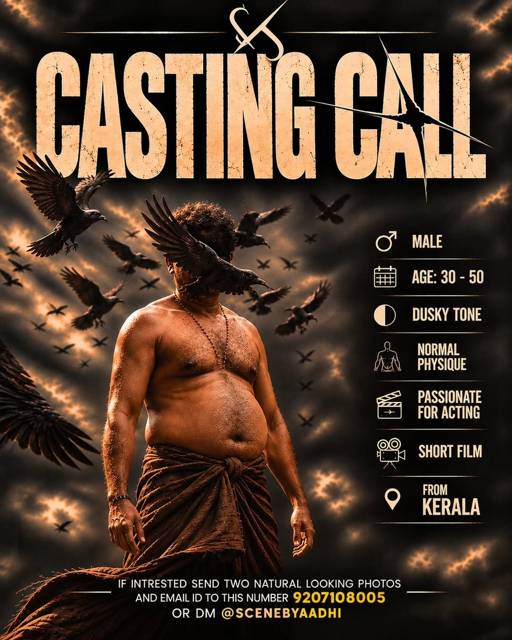 CASTING CALL
MALE
AGE: 30 - 50
DUSKY TONE
NORMAL
PHYSIQUE
PASSIONATE
FOR ACTING
SHORT FILM
FROM
KERALA
IF INTRESTED SEND TWO NATURAL LOOKING PHOTOS
AND EMAIL ID TO THIS NUMBER 9207108005
OR DM @SCENEBYAADHI